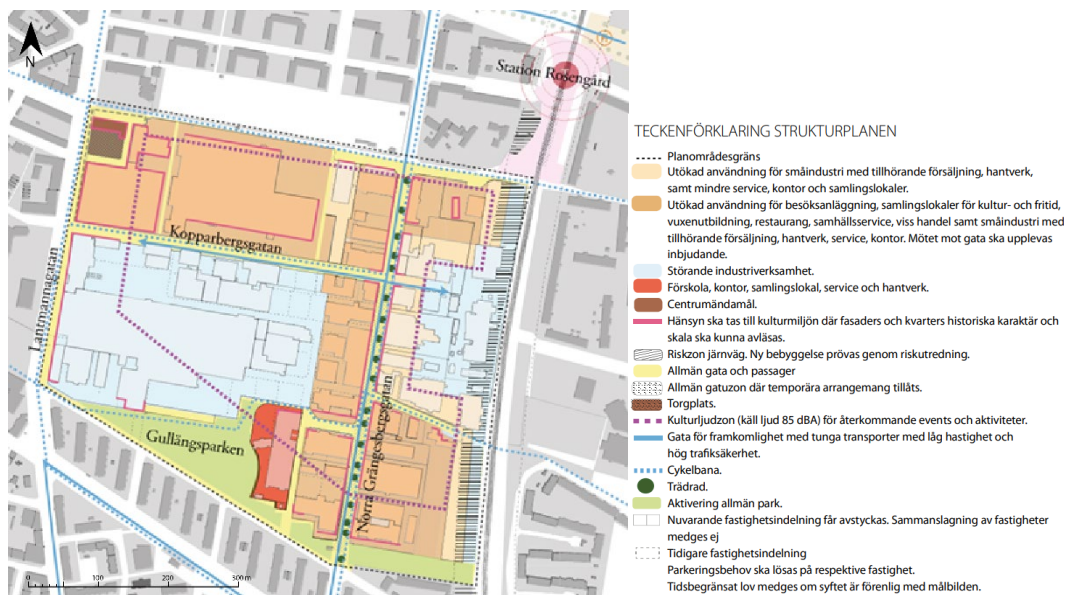 N
Station Rosengård
Kopparbergsgatan
Lantmannagatan
Gullängsparken
Norra Grängesbergsgatan
0 100 200 300 m
TECKENFÖRKLARING STRUKTURPLANEN
Planområdesgräns
Utökad användning för småindustri med tillhörande försäljning, hantverk,
samt mindre service, kontor och samlingslokaler.
Utökad användning för besöksanläggning, samlingslokaler för kultur- och fritid,
vuxenutbildning, restaurang, samhällsservice, viss handel samt småindustri med
tillhörande försäljning, hantverk, service, kontor. Mötet mot gata ska upplevas
inbjudande.
Störande industriverksamhet.
Förskola, kontor, samlingslokal, service och hantverk.
Centrumändamål.
Hänsyn ska tas till kulturmiljön där fasaders och kvarers historiska karaktär och
skala ska kunna avläsas.
Riskzon järnväg. Ny bebyggelse prövas genom riskutredning.
Allmän gata och passager
Allmän gatuzon där temporära arrangemang tillåts.
Torgplats.
Kulturljudzon (käll ljud 85 dBA) för återkommande events och aktiviteter.
Gata för framkomlighet med tunga transporter med låg hastighet och
hög trafiksäkerhet.
Cykelbana.
Trädrad.
Aktivering allmän park.
Nuvarande fastighetsindelning får avstyckas. Sammanslagning av fastigheter
medges ej
Tidigare fastighetsindelning
Parkeringsbehov ska lösas på respektive fastighet.
Tidsbegränsat lov medges om syftet är förenlig med målbilden.